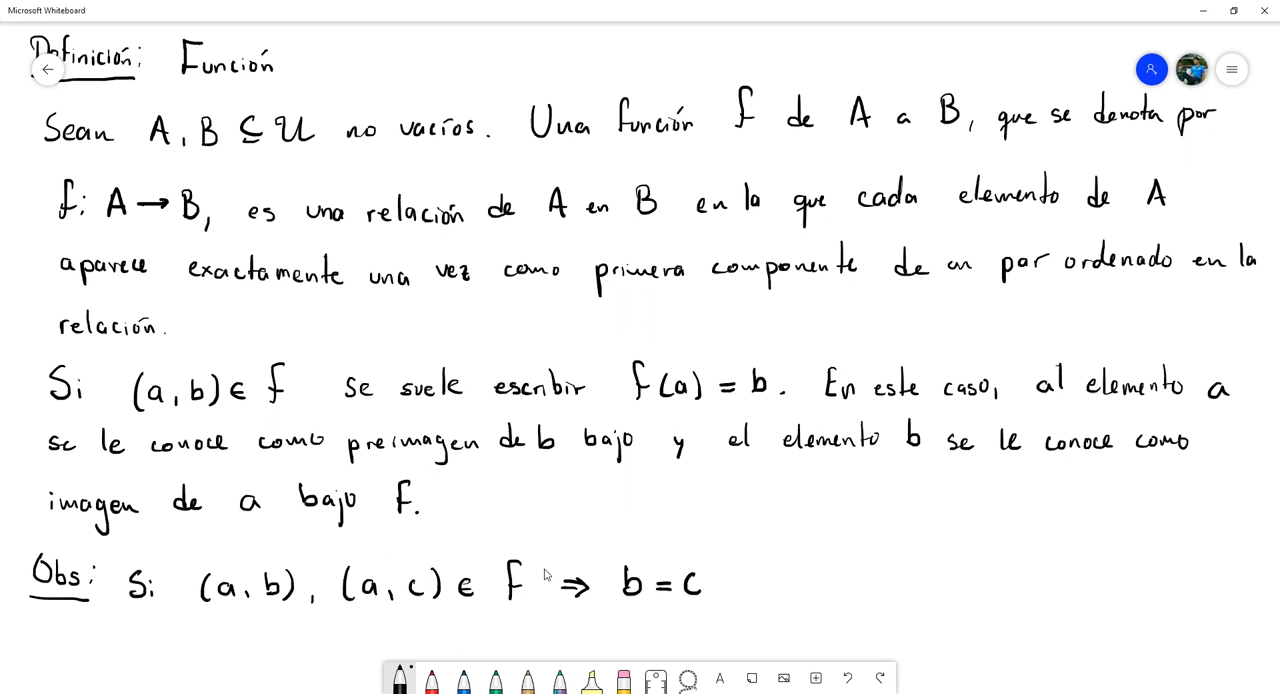 Microsoft Whiteboard
Definición: Función
Sean A, B ⊆ U no vacíos. Una función f de A a B, que se denota por
f: A → B, es una relación de A en B en la que cada elemento de A
aparece exactamente una vez como primera componente de un par ordenado en la
relación.
Si (a, b) ∈ f se suele escribir f(a) = b. En este caso, al elemento a
se le conoce como preimagen de b bajo y el elemento b se le conoce como
imagen de a bajo f.
Obs: Si (a, b), (a, c) ∈ f ⇒ b = c
A